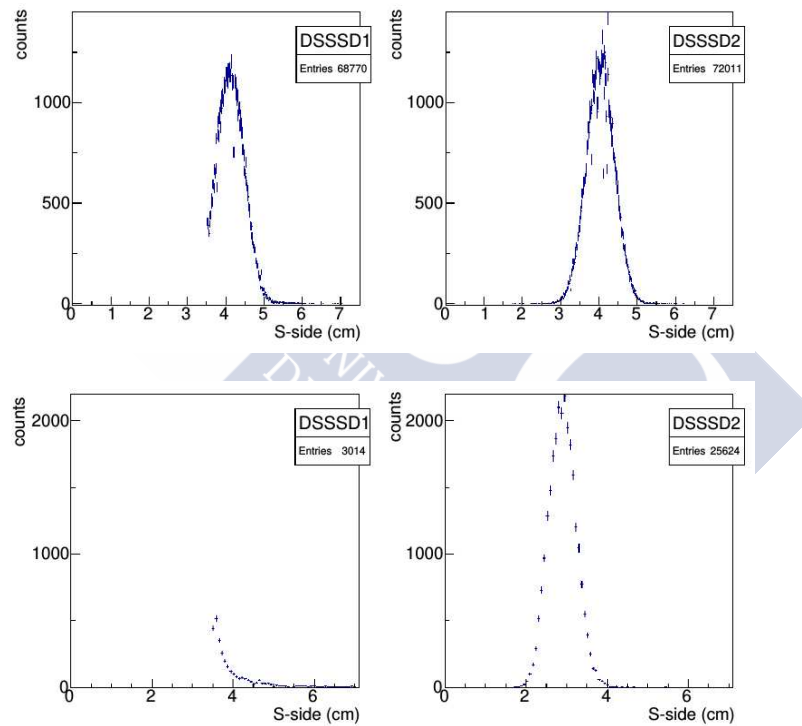 counts
DSSSD1
Entries 68770
1000
500
0
0 1 2 3 4 5 6 7
S-side (cm)
counts
DSSSD2
Entries 72011
1000
500
0
0 1 2 3 4 5 6 7
S-side (cm)
counts
DSSSD1
Entries 3014
2000
1000
0
0 2 4 6
S-side (cm)
counts
DSSSD2
Entries 25624
2000
1000
0
0 2 4 6
S-side (cm)